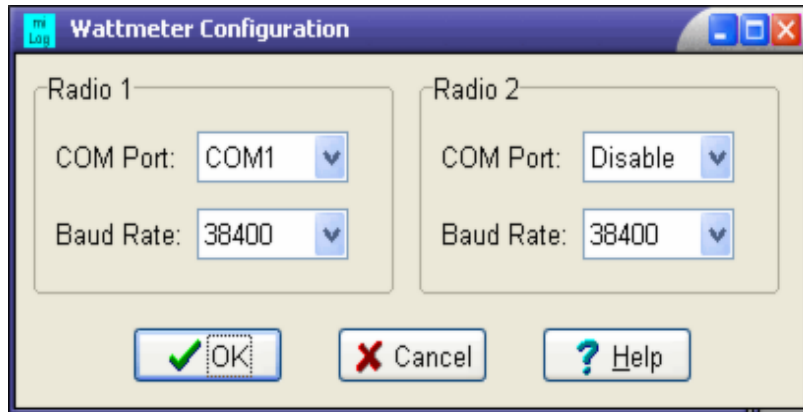 mi
Log
Wattmeter Configuration
Radio 1
COM Port: COM1
Baud Rate: 38400
Radio 2
COM Port: Disable
Baud Rate: 38400
OK
Cancel
Help